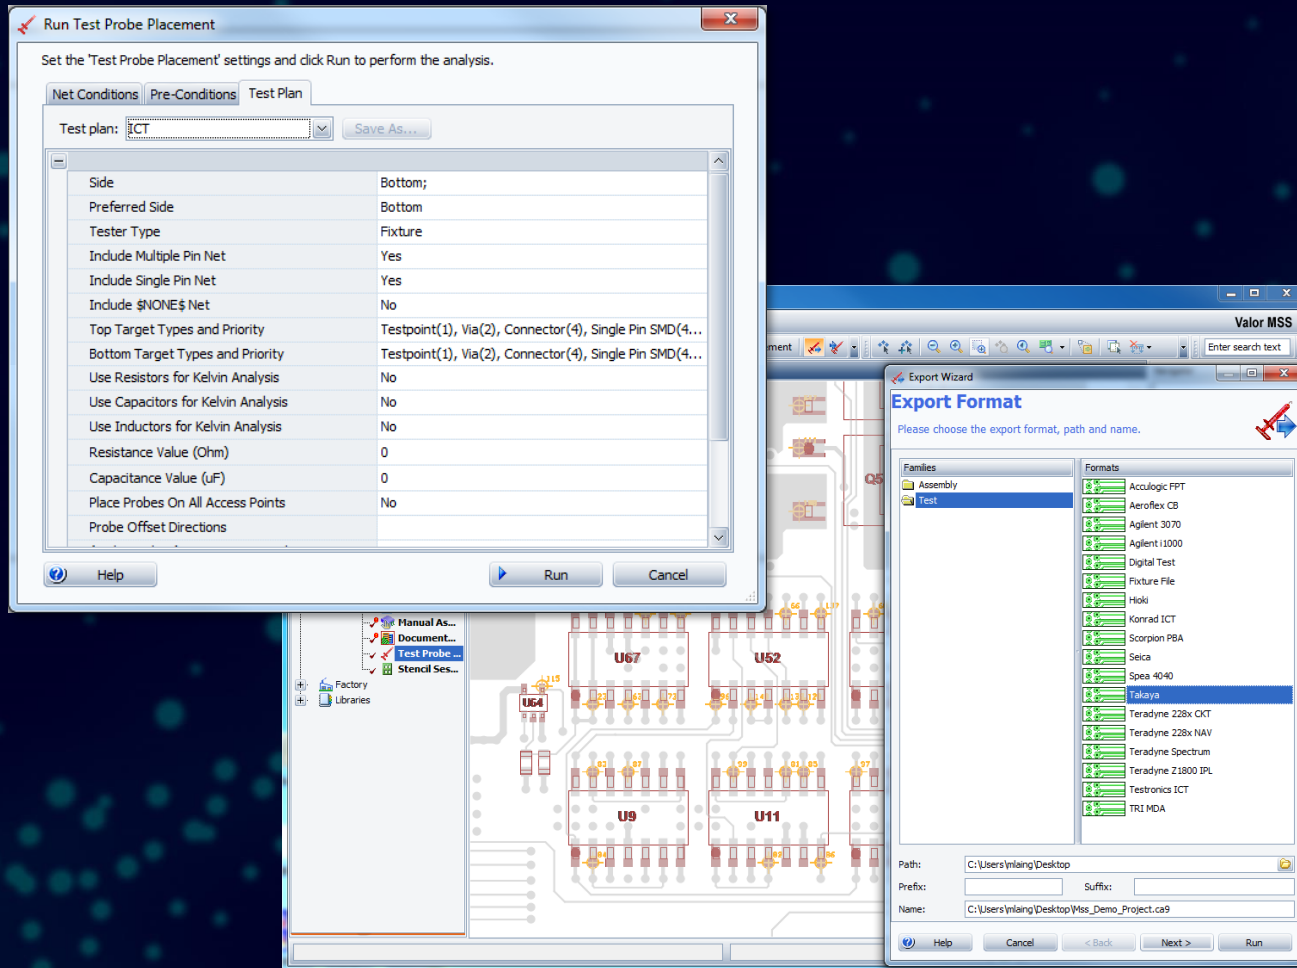 Run Test Probe Placement
Set the 'Test Probe Placement' settings and click Run to perform the analysis.
Net Conditions Pre-Conditions Test Plan
Test plan: ICT Save As...
Side Bottom;
Preferred Side Bottom
Tester Type Fixture
Include Multiple Pin Net Yes
Include Single Pin Net Yes
Include $NONE$ Net No
Top Target Types and Priority Testpoint(1), Via(2), Connector(4), Single Pin SMD(4...
Bottom Target Types and Priority Testpoint(1), Via(2), Connector(4), Single Pin SMD(4...
Use Resistors for Kelvin Analysis No
Use Capacitors for Kelvin Analysis No
Use Inductors for Kelvin Analysis No
Resistance Value (Ohm) 0
Capacitance Value (uF) 0
Place Probes On All Access Points No
Probe Offset Directions
Help Run Cancel
Valor MSS
ment Enter search text
Manual As...
Document...
Test Probe ...
Stencil Ses...
Factory
Libraries
Q5
U67 U52
U64
U9 U11
Export Wizard
Export Format
Please choose the export format, path and name.
Families Formats
Assembly
Test
Acculogic FPT
Aeroflex CB
Agilent 3070
Agilent i1000
Digital Test
Fixture File
Hioki
Konrad ICT
Scorpion PBA
Seica
Spea 4040
Takaya
Teradyne 228x CKT
Teradyne 228x NAV
Teradyne Spectrum
Teradyne Z1800 IPL
Testronics ICT
TRI MDA
Path: C:\Users\mlaing\Desktop
Prefix: Suffix:
Name: C:\Users\mlaing\Desktop\Mss_Demo_Project.ca9
Help Cancel < Back Next > Run